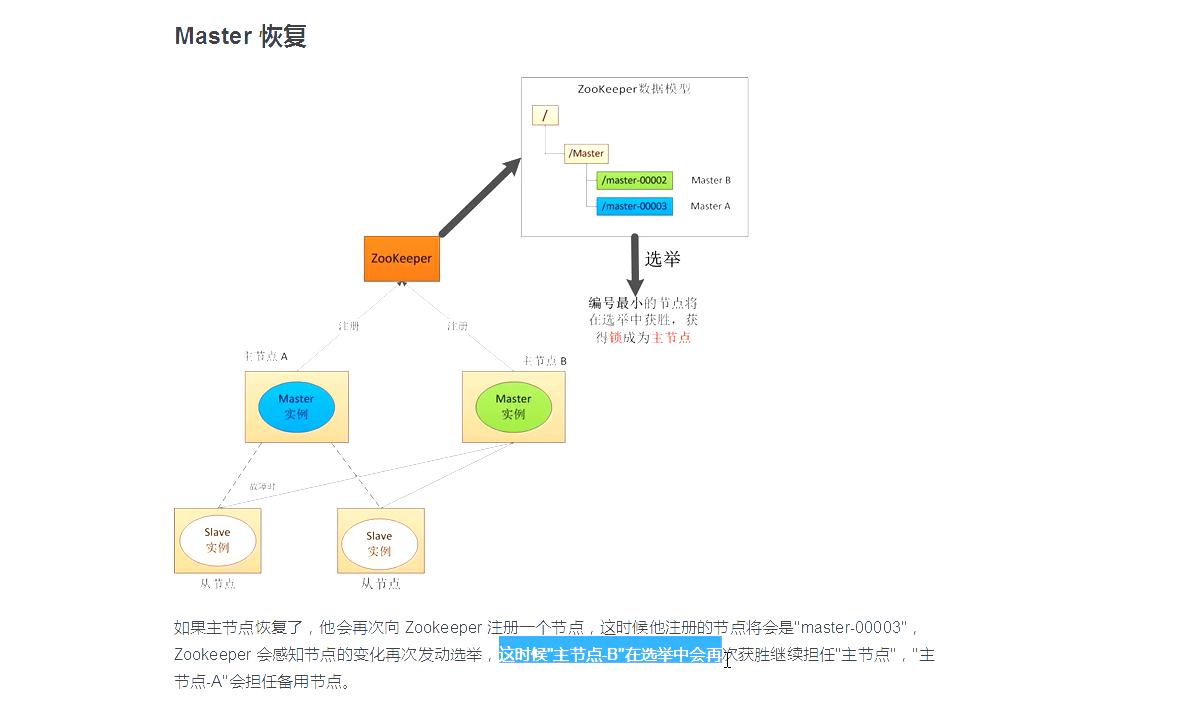 Master 恢复
ZooKeeper数据模型
/
/Master
/master-00002
Master B
/master-00003
Master A
ZooKeeper
选举
编号最小的节点将
在选举中获胜，获
得锁成为主节点
注册
注册
主节点 A
主节点 B
Master
实例
Master
实例
故障时
Slave
实例
Slave
实例
从节点
从节点
如果主节点恢复了，他会再次向 Zookeeper 注册一个节点，这时候他注册的节点将会是"master-00003"，
Zookeeper 会感知节点的变化再次发动选举，这时候"主节点-B"在选举中会再次获胜继续担任"主节点"，"主
节点-A"会担任备用节点。